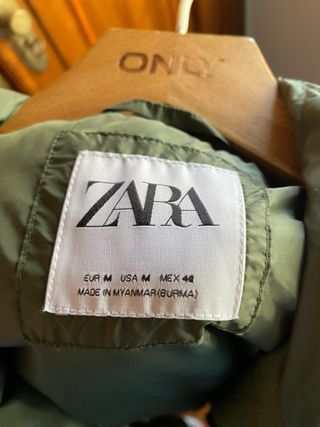 ONLY
ZARA
EUR M USA M MEX 40
MADE IN MYANMAR (BURMA)